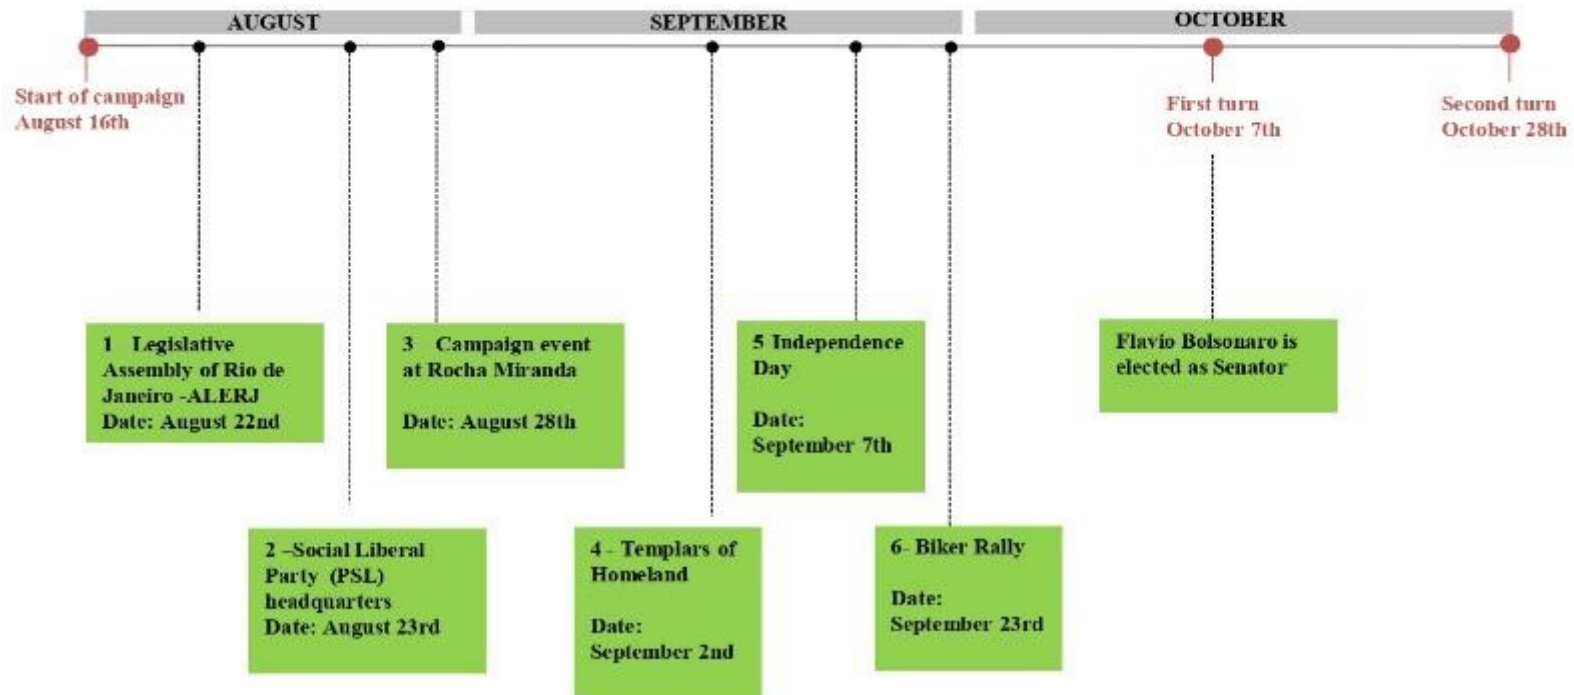 AUGUST
SEPTEMBER
OCTOBER
Start of campaign
August 16th
First turn
October 7th
Second turn
October 28th
1 Legislative
Assembly of Rio de
Janeiro -ALERJ
Date: August 22nd
3 Campaign event
at Rocha Miranda
Date: August 28th
5 Independence
Day
Date:
September 7th
Flavio Bolsonaro is
elected as Senator
2 –Social Liberal
Party (PSL)
headquarters
Date: August 23rd
4 - Templars of
Homeland
Date:
September 2nd
6- Biker Rally
Date:
September 23rd